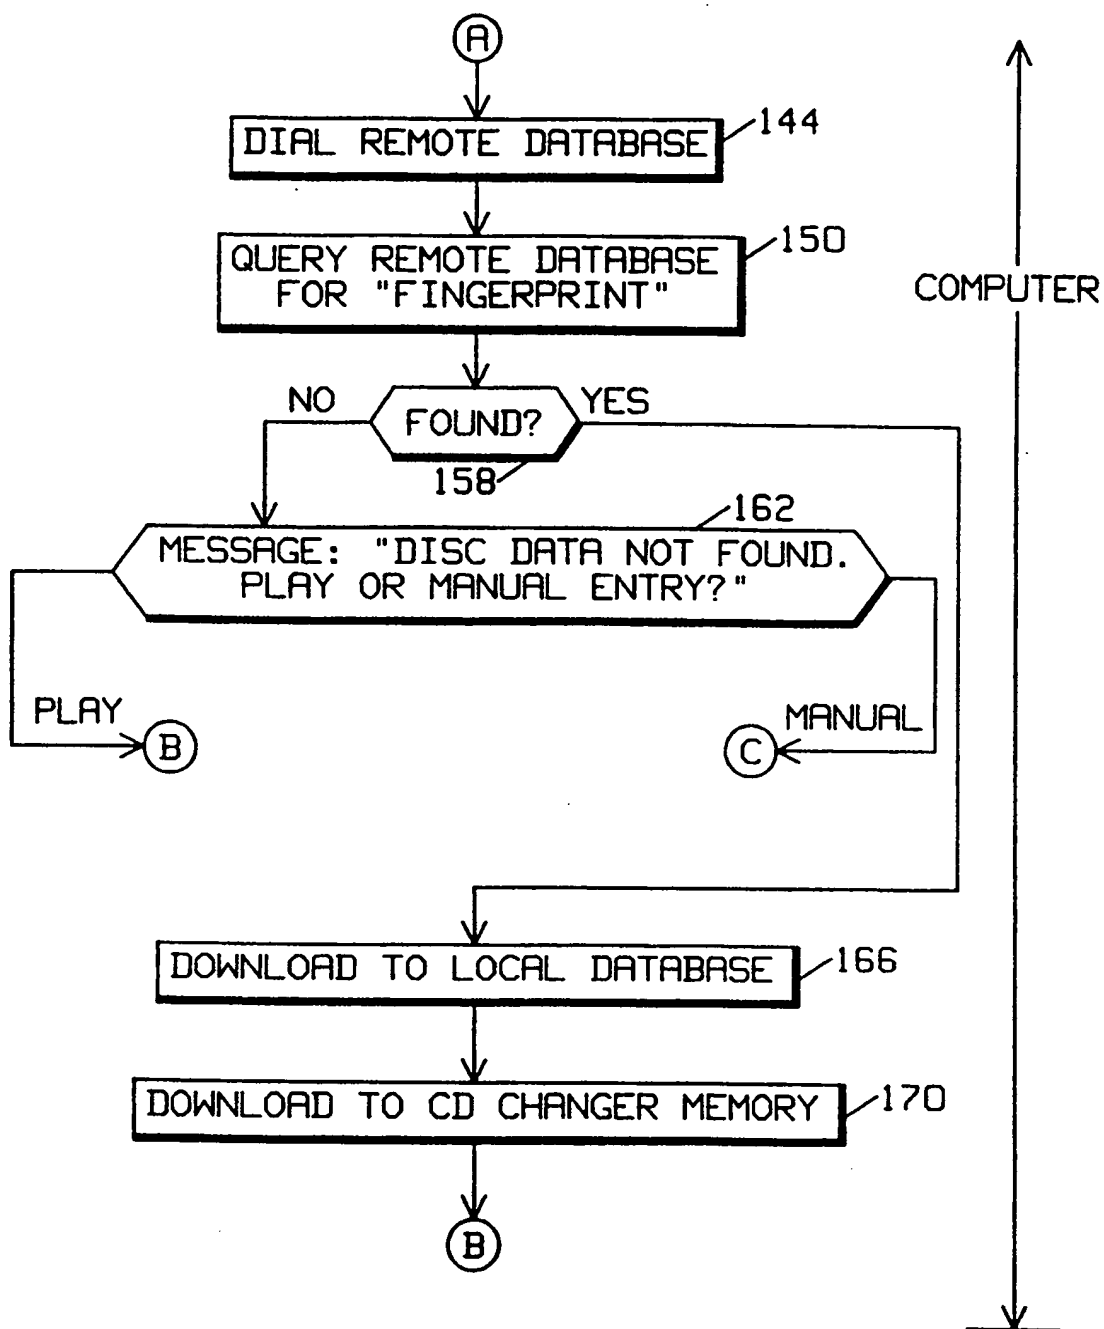 A
DIAL REMOTE DATABASE
144
QUERY REMOTE DATABASE
FOR "FINGERPRINT"
150
COMPUTER
NO
FOUND?
YES
158
162
MESSAGE: "DISC DATA NOT FOUND.
PLAY OR MANUAL ENTRY?"
PLAY
B
MANUAL
C
DOWNLOAD TO LOCAL DATABASE
166
DOWNLOAD TO CD CHANGER MEMORY
170
B